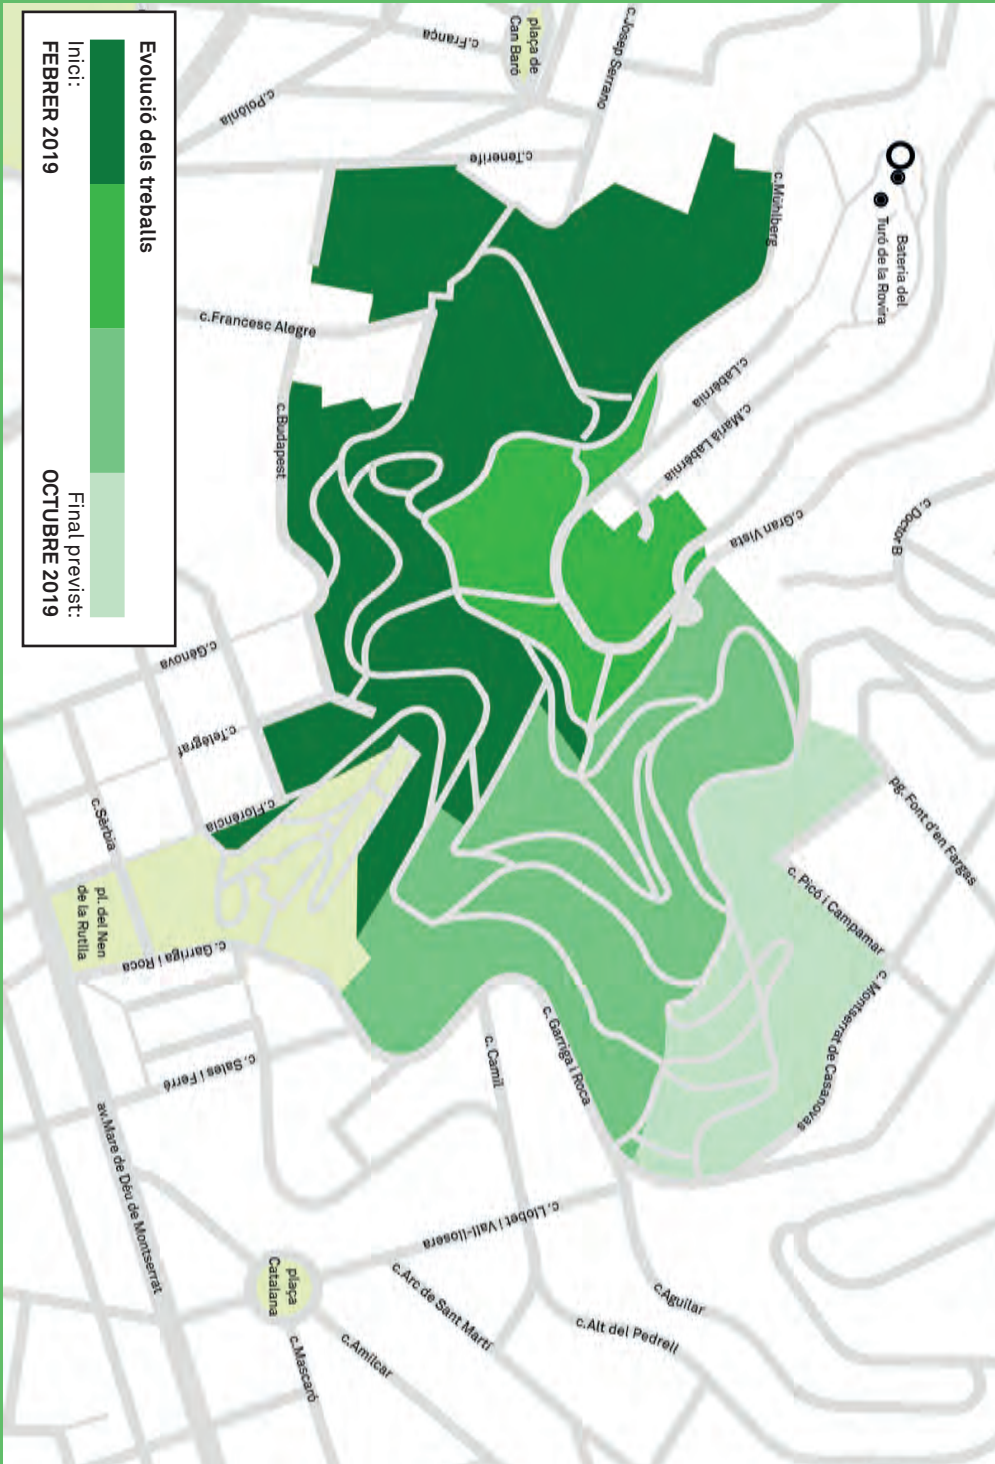 Evolució dels treballs
Inici:
FEBRER 2019
Final previst:
OCTUBRE 2019
plaça de
Can Baró
c.França
c.Josep Serrano
c.Polònia
c.Tenerife
c.Mühlberg
Bateria del
Turó de la Rovira
c.Francesc Alegre
c.Labèrnia
c.Marià Labèrnia
c.Budapest
c.Gran Vista
c. Doctor B
c.Gènova
c.Telègraf
c.Florència
c.Sèrbia
pl. del Nen
de la Rutlla
c. Garriga i Roca
pg. Font d'en Fargas
c. Picó i Campamar
c. Montserrat de Casanovas
c. Garriga i Roca
c. Camil
c. Sales i Ferré
av.Mare de Déu de Montserrat
c. Llobet i Vall-llosera
plaça
Catalana
c.Arc de Sant Martí
c.Aguilar
c.Alt del Pedrell
c.Amílcar
c.Mascaró